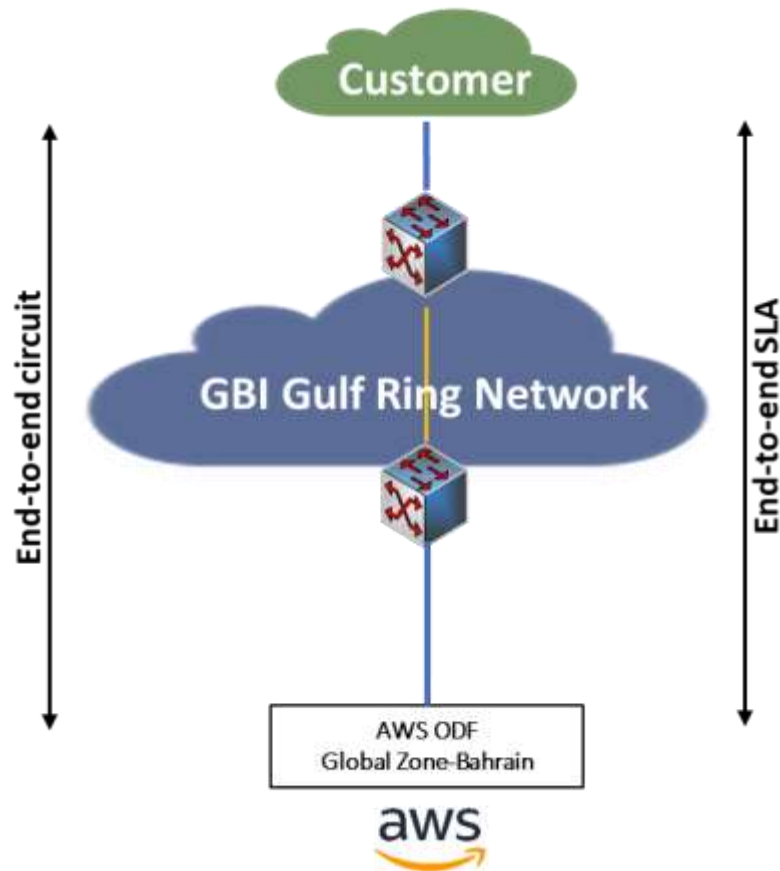 Customer
End-to-end circuit
End-to-end SLA
GBI Gulf Ring Network
AWS ODF
Global Zone-Bahrain
aws